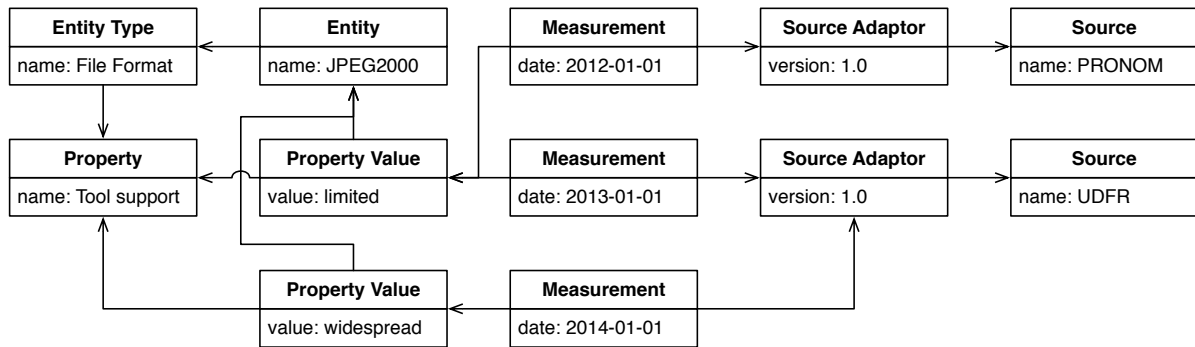 Entity Type
name: File Format
Entity
name: JPEG2000
Measurement
date: 2012-01-01
Source Adaptor
version: 1.0
Source
name: PRONOM
Property
name: Tool support
Property Value
value: limited
Measurement
date: 2013-01-01
Source Adaptor
version: 1.0
Source
name: UDFR
Property Value
value: widespread
Measurement
date: 2014-01-01